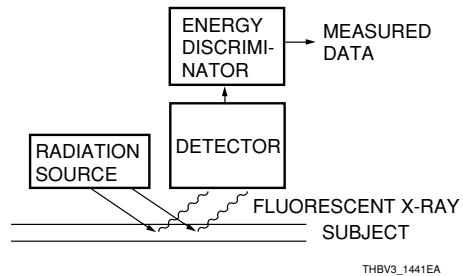 ENERGY
DISCRIMI-
NATOR
MEASURED
DATA
DETECTOR
RADIATION
SOURCE
FLUORESCENT X-RAY
SUBJECT
THBV3_1441EA